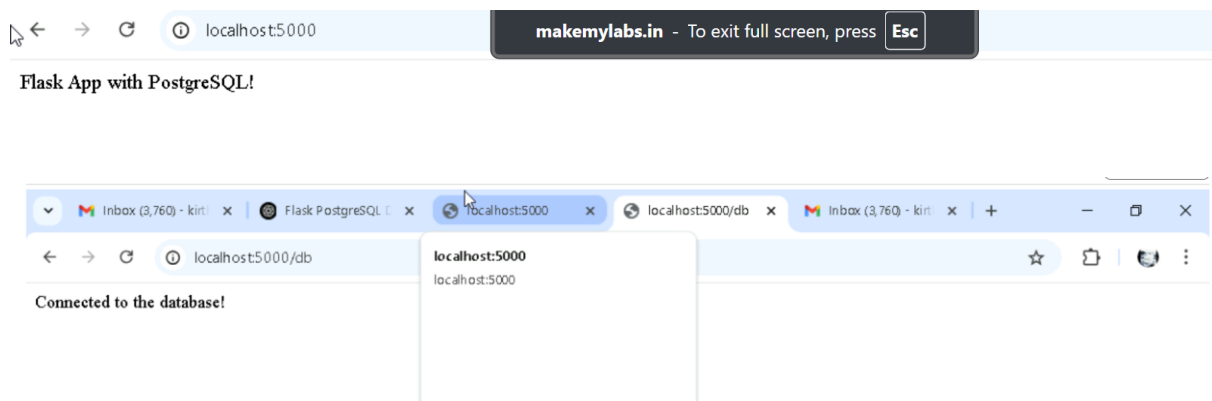 localhost:5000
makemylabs.in - To exit full screen, press Esc
Flask App with PostgreSQL!
Inbox (3,760) - kirt
Flask PostgreSQL
localhost:5000
localhost:5000/db
Inbox (3,760) - kirt
localhost:5000/db
localhost:5000
localhost:5000
Connected to the database!